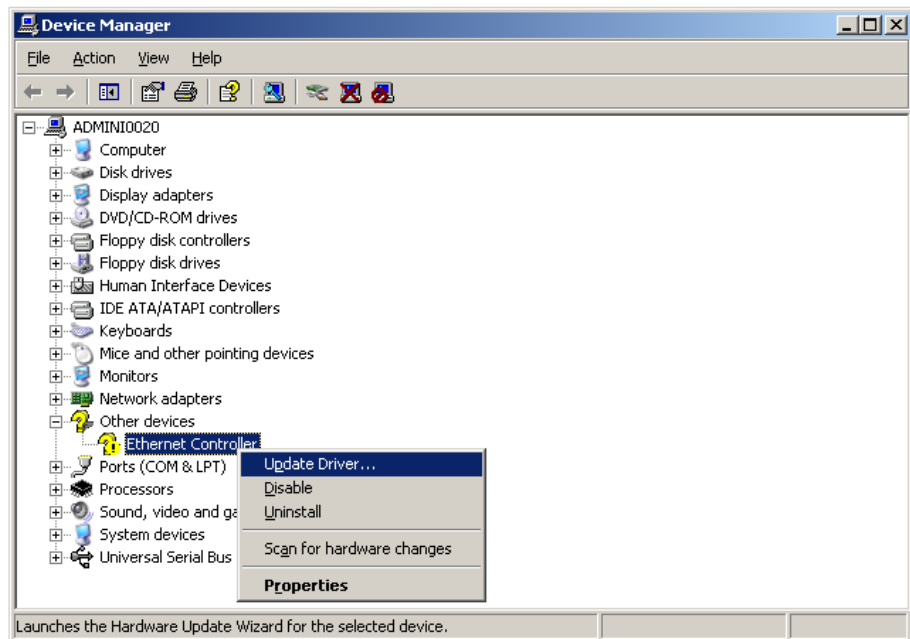 Device Manager
File Action View Help
ADMINI0020
Computer
Disk drives
Display adapters
DVD/CD-ROM drives
Floppy disk controllers
Floppy disk drives
Human Interface Devices
IDE ATA/ATAPI controllers
Keyboards
Mice and other pointing devices
Monitors
Network adapters
Other devices
Ethernet Controller
Ports (COM & LPT)
Processors
Sound, video and ga
System devices
Universal Serial Bus
Update Driver...
Disable
Uninstall
Scan for hardware changes
Properties
Launches the Hardware Update Wizard for the selected device.